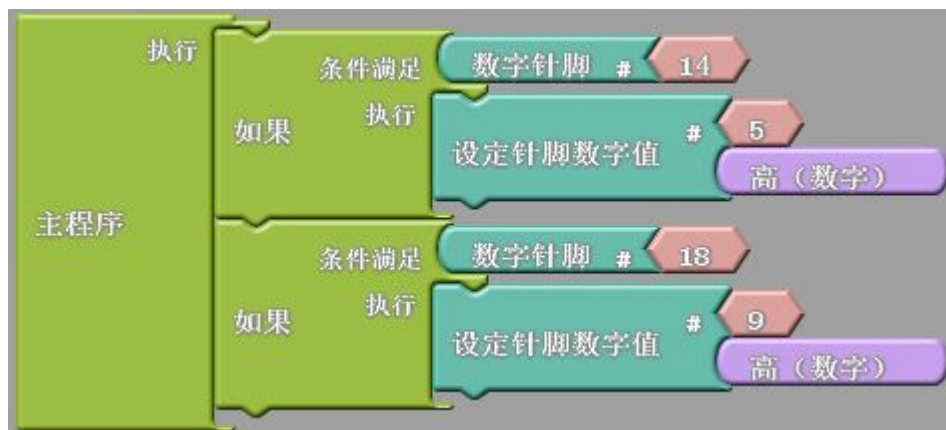 执行
条件满足 数字针脚 # 14
如果 执行
设定针脚数字值 # 5
高（数字）
主程序
条件满足 数字针脚 # 18
如果 执行
设定针脚数字值 # 9
高（数字）